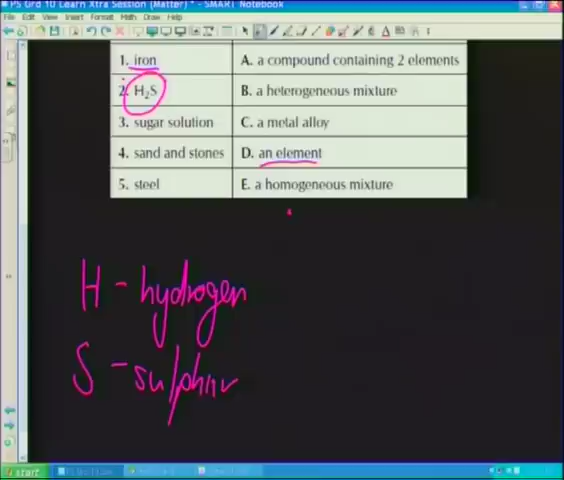 PS Grd 10 Learn Xtra Session (Matter) * - SMART Notebook
Edit View Insert Format Math Draw Help
1. iron A. a compound containing 2 elements
2. H₂S B. a heterogeneous mixture
3. sugar solution C. a metal alloy
4. sand and stones D. an element
5. steel E. a homogeneous mixture
H - hydrogen
S - sulphur
start